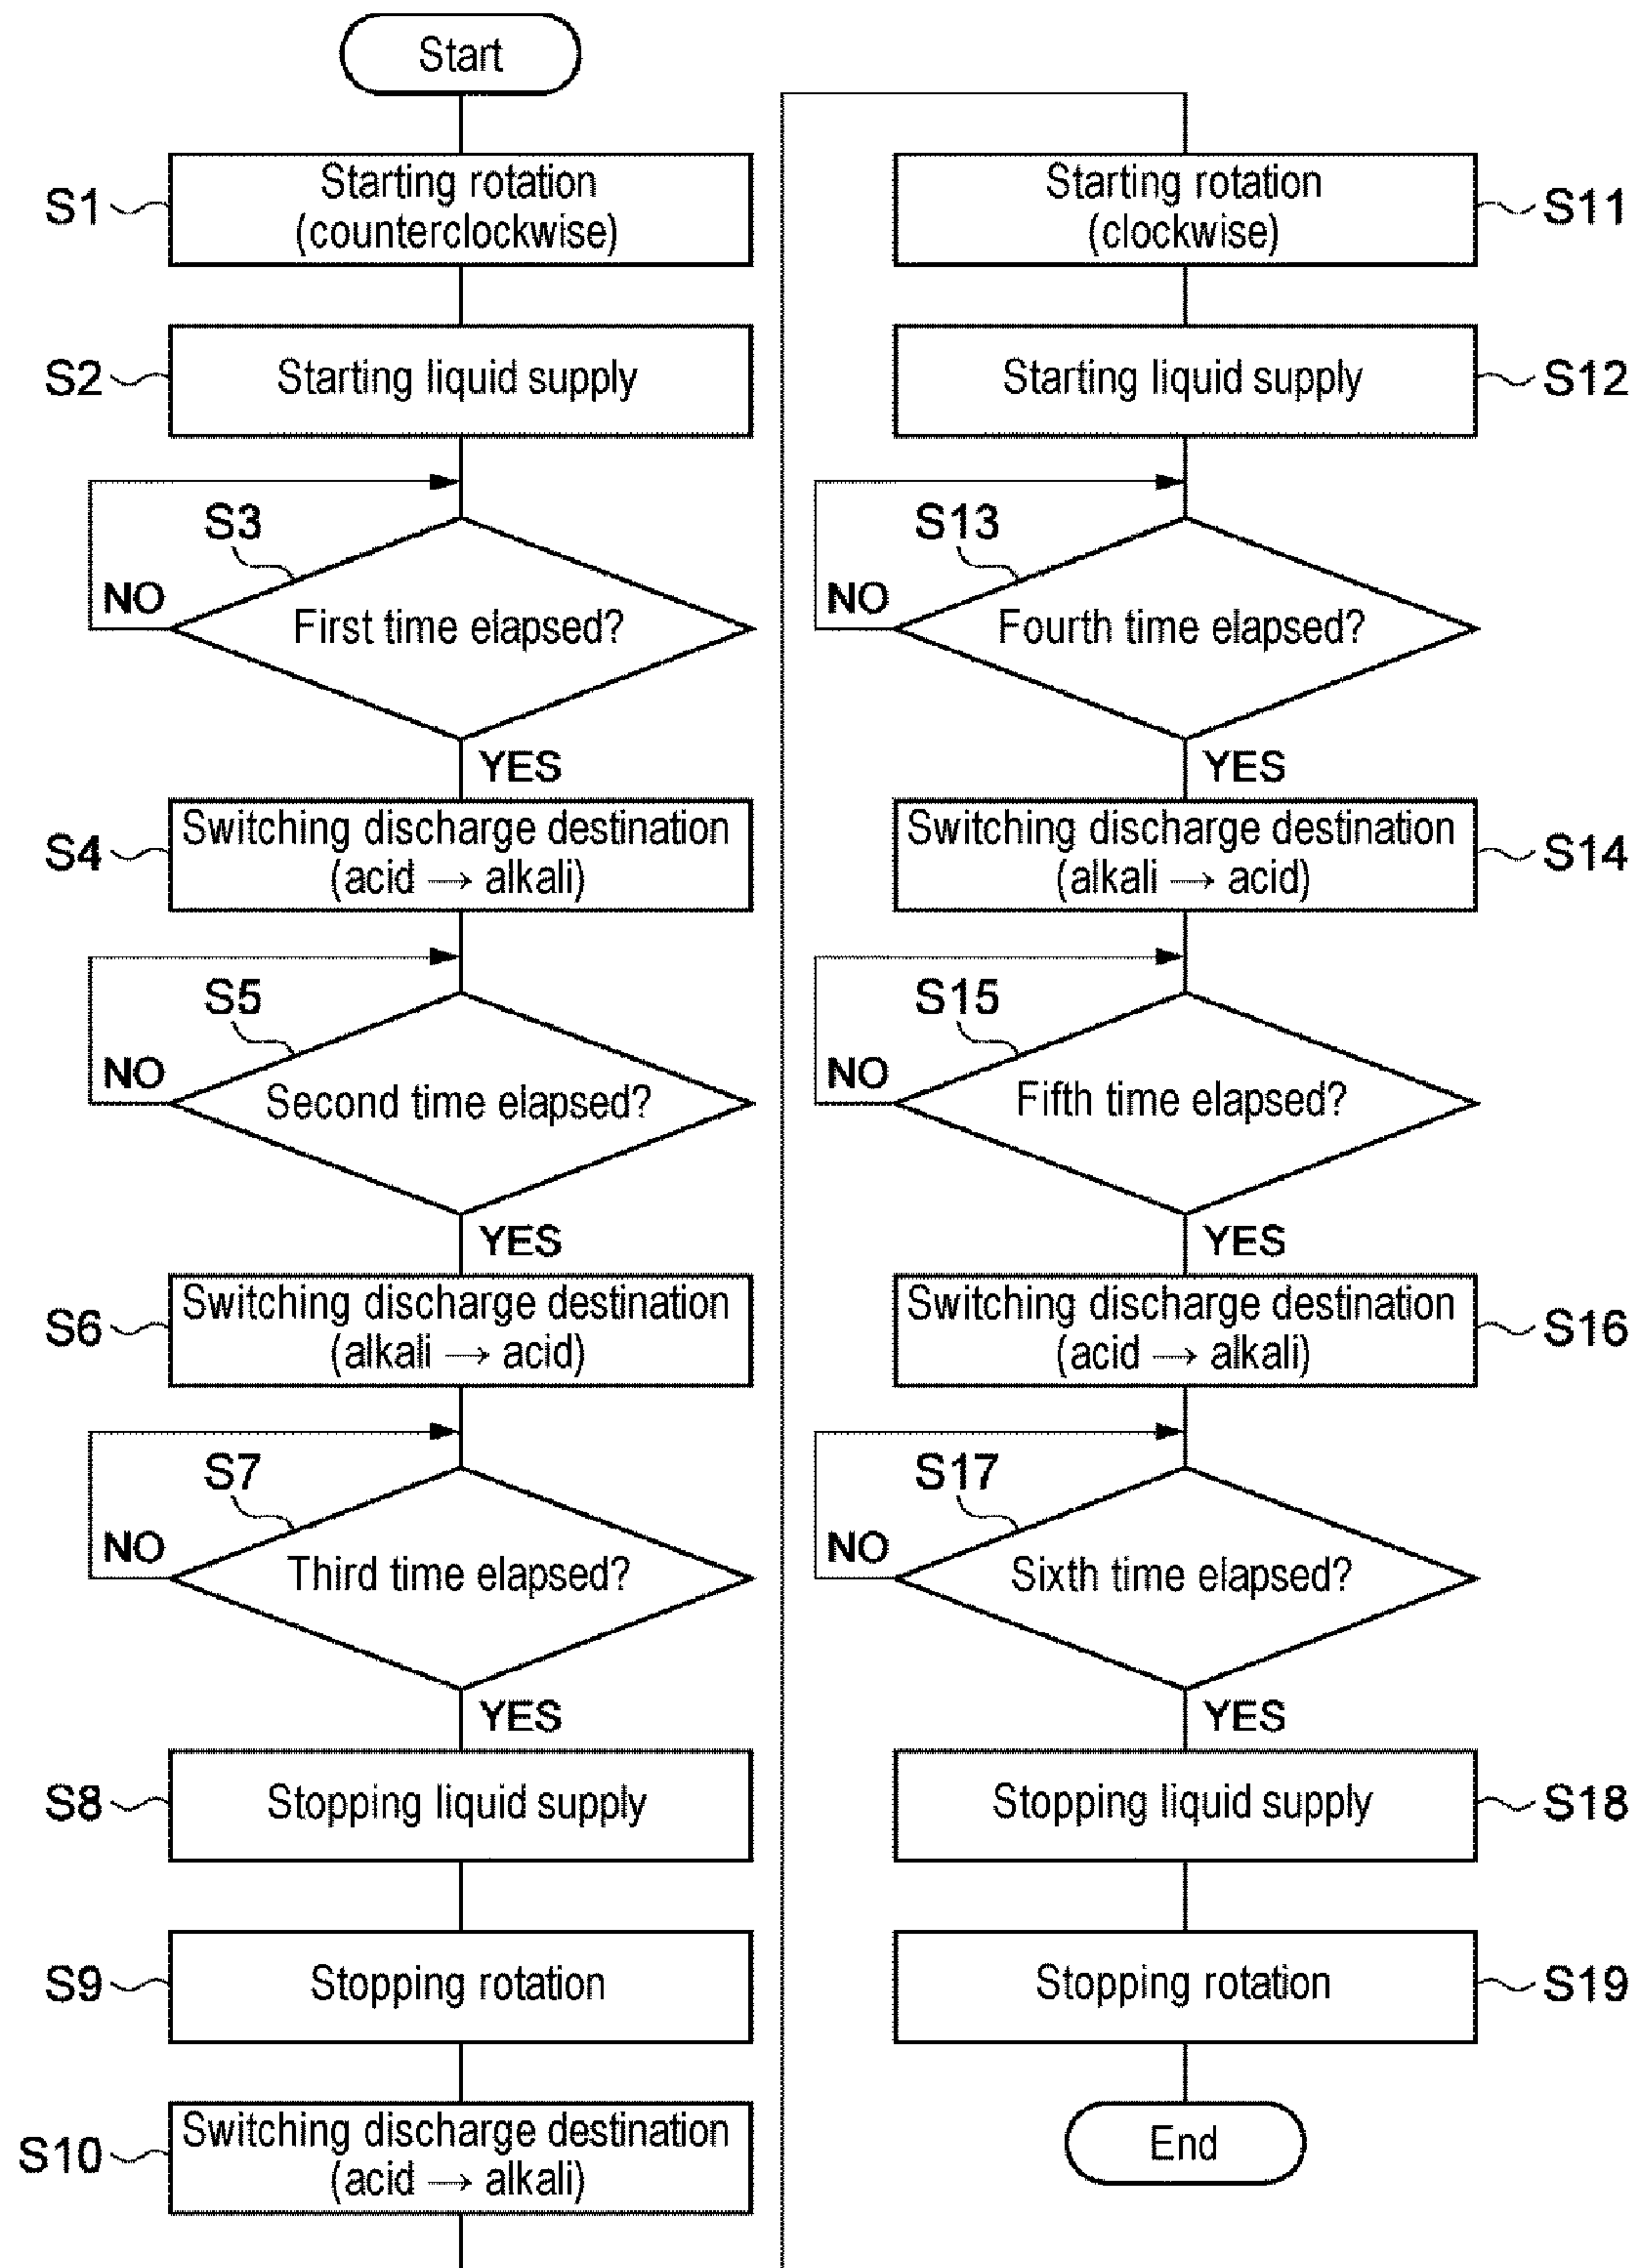 Start
S1
Starting rotation
(counterclockwise)
S2
Starting liquid supply
S3
NO
First time elapsed?
YES
S4
Switching discharge destination
(acid → alkali)
S5
NO
Second time elapsed?
YES
S6
Switching discharge destination
(alkali → acid)
S7
NO
Third time elapsed?
YES
S8
Stopping liquid supply
S9
Stopping rotation
S10
Switching discharge destination
(acid → alkali)
Starting rotation
(clockwise)
S11
Starting liquid supply
S12
S13
NO
Fourth time elapsed?
YES
Switching discharge destination
(alkali → acid)
S14
S15
NO
Fifth time elapsed?
YES
Switching discharge destination
(acid → alkali)
S16
S17
NO
Sixth time elapsed?
YES
Stopping liquid supply
S18
Stopping rotation
S19
End